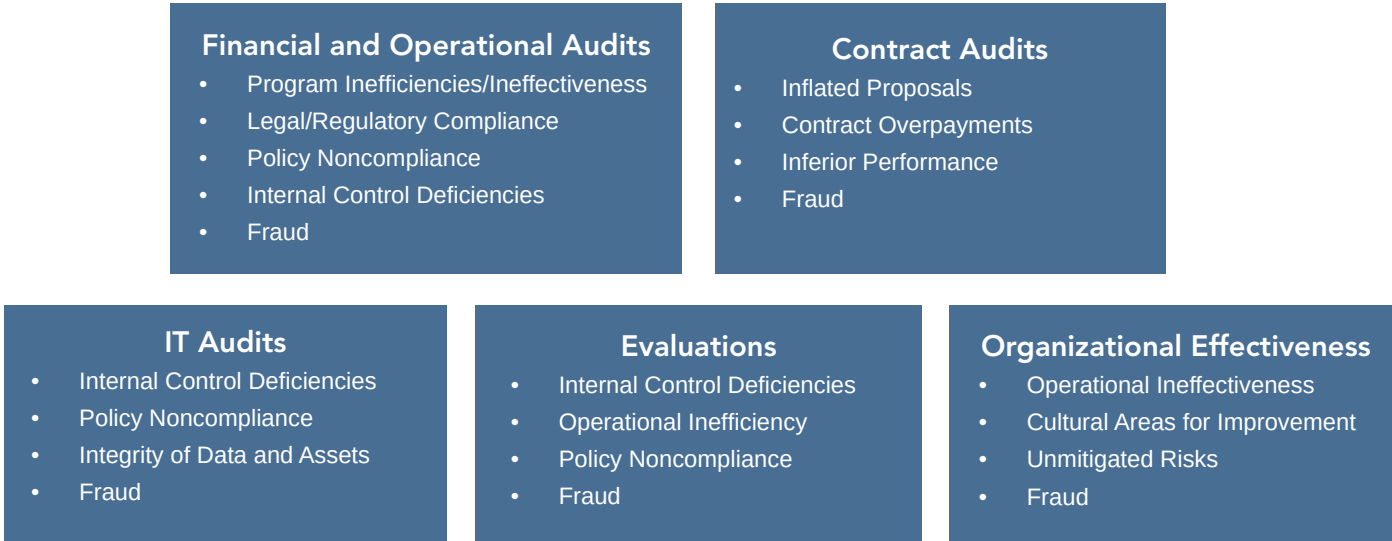 Financial and Operational Audits
• Program Inefficiencies/Ineffectiveness
• Legal/Regulatory Compliance
• Policy Noncompliance
• Internal Control Deficiencies
• Fraud
Contract Audits
• Inflated Proposals
• Contract Overpayments
• Inferior Performance
• Fraud
IT Audits
• Internal Control Deficiencies
• Policy Noncompliance
• Integrity of Data and Assets
• Fraud
Evaluations
• Internal Control Deficiencies
• Operational Inefficiency
• Policy Noncompliance
• Fraud
Organizational Effectiveness
• Operational Ineffectiveness
• Cultural Areas for Improvement
• Unmitigated Risks
• Fraud